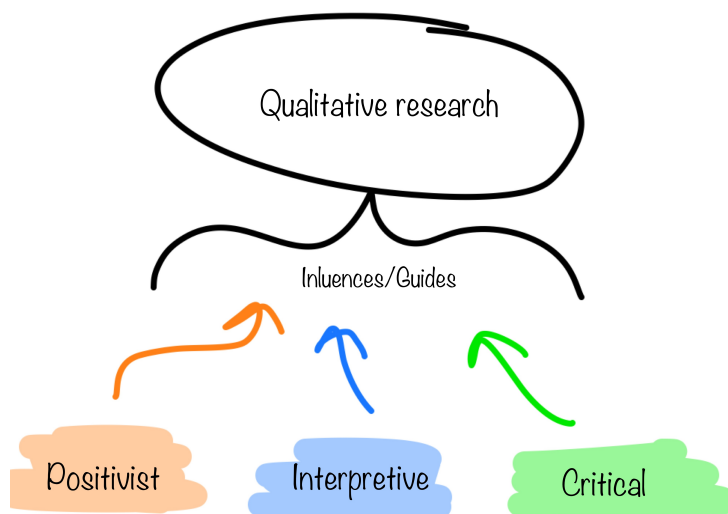 Qualitative research
Inluences/Guides
Positivist
Interpretive
Critical